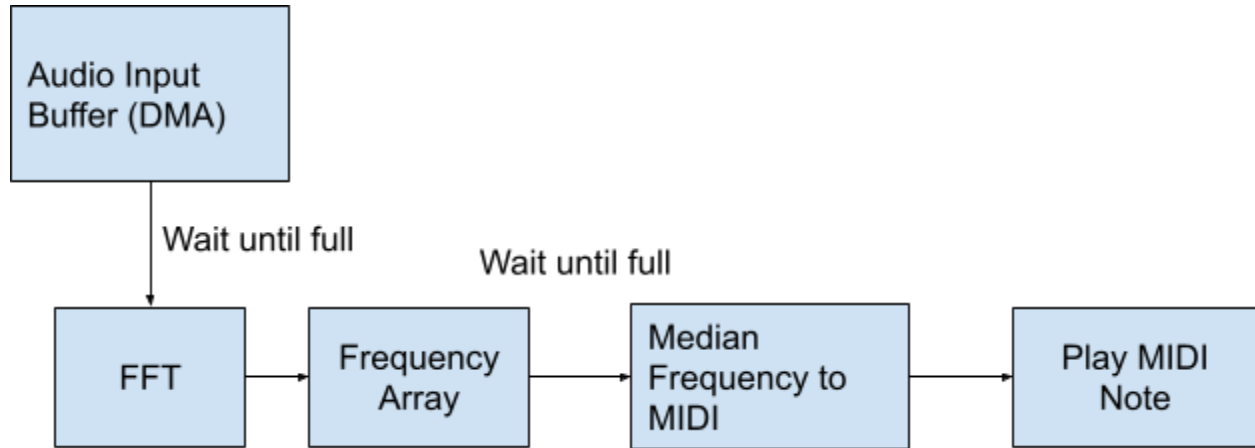 Audio Input
Buffer (DMA)
Wait until full
Wait until full
FFT
Frequency
Array
Median
Frequency to
MIDI
Play MIDI
Note